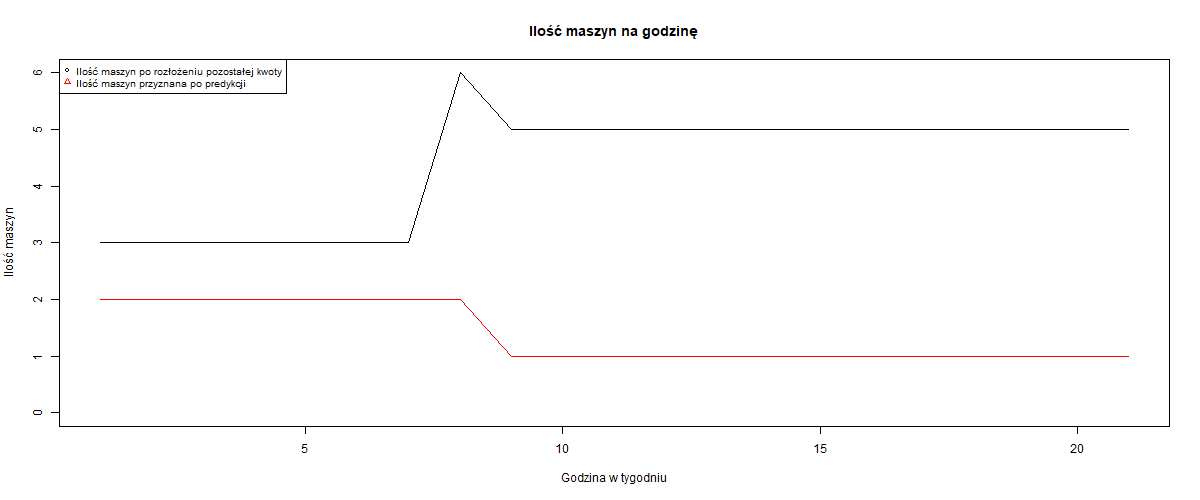 Ilość maszyn na godzinę
Ilość maszyn po rozłożeniu pozostałej kwoty
Ilość maszyn przyznana po predykcji
Ilość maszyn
6
5
4
3
2
1
0
5 10 15 20
Godzina w tygodniu